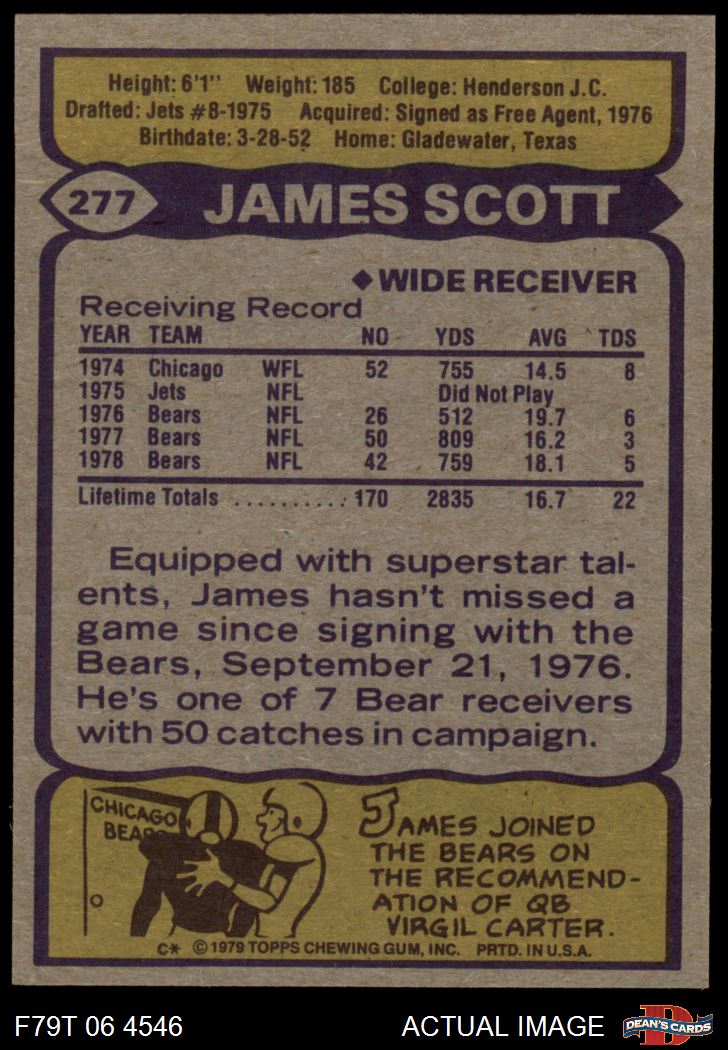 Height: 6'1" Weight: 185 College: Henderson J.C.
Drafted: Jets #8-1975 Acquired: Signed as Free Agent, 1976
Birthdate: 3-28-52 Home: Gladewater, Texas
277 JAMES SCOTT
◆WIDE RECEIVER
Receiving Record
YEAR TEAM NO YDS AVG TDS
1974 Chicago WFL 52 755 14.5 8
1975 Jets NFL Did Not Play
1976 Bears NFL 26 512 19.7 6
1977 Bears NFL 50 809 16.2 3
1978 Bears NFL 42 759 18.1 5
Lifetime Totals .......... 170 2835 16.7 22
Equipped with superstar tal-
ents, James hasn't missed a
game since signing with the
Bears, September 21, 1976.
He's one of 7 Bear receivers
with 50 catches in campaign.
CHICAGO
BEARS
JAMES JOINED
THE BEARS ON
THE RECOMMEND-
ATION OF QB
VIRGIL CARTER.
C* © 1979 TOPPS CHEWING GUM, INC. PRTD. IN U.S.A.
F79T 06 4546 ACTUAL IMAGE D DEAN'S CARDS